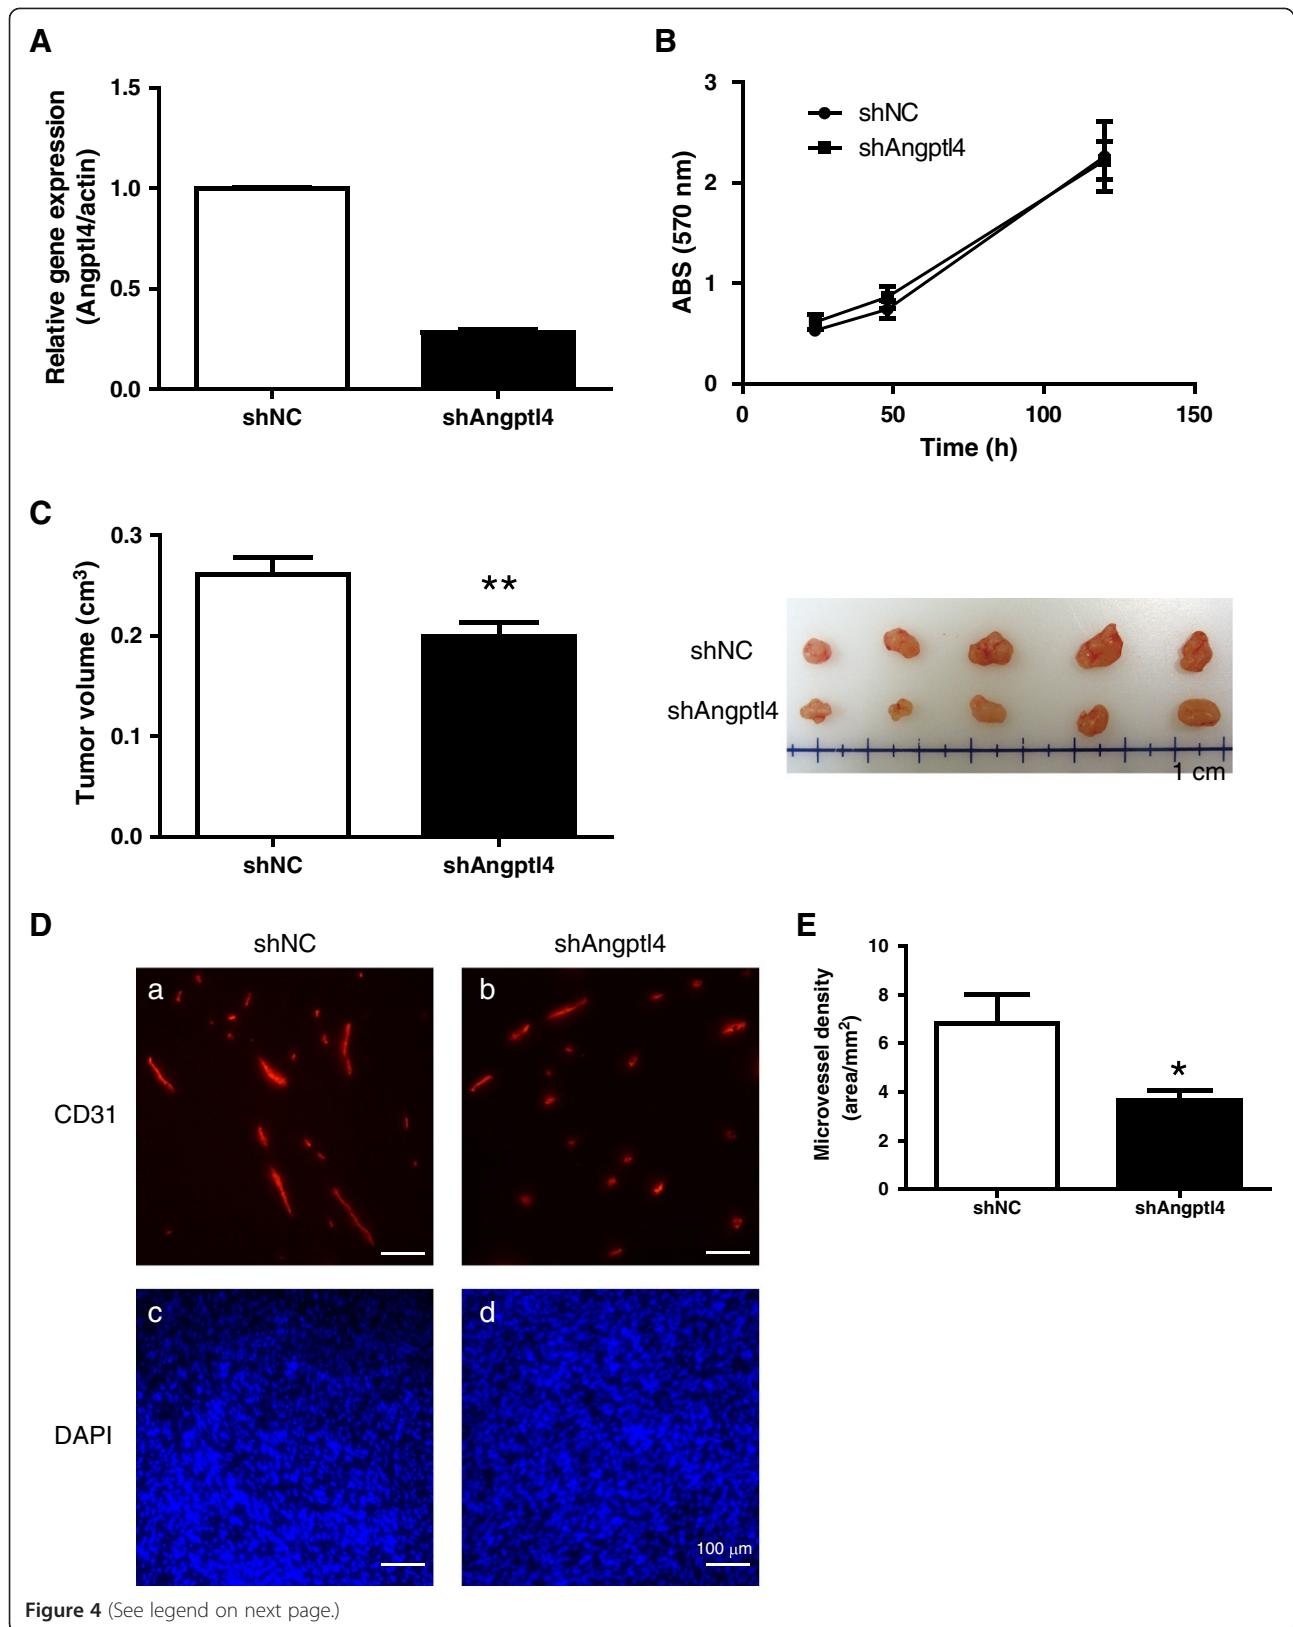 A
Relative gene expression
(Angptl4/actin)
1.5
1.0
0.5
0.0
shNC
shAngptl4
B
ABS (570 nm)
3
2
1
0
shNC
shAngptl4
0
50
100
150
Time (h)
C
Tumor volume (cm³)
0.3
0.2
0.1
0.0
**
shNC
shAngptl4
shNC
shAngptl4
1 cm
D
shNC
shAngptl4
CD31
a
b
DAPI
c
d
100 μm
E
Microvessel density
(area/mm²)
10
8
6
4
2
0
*
shNC
shAngptl4
Figure 4 (See legend on next page.)